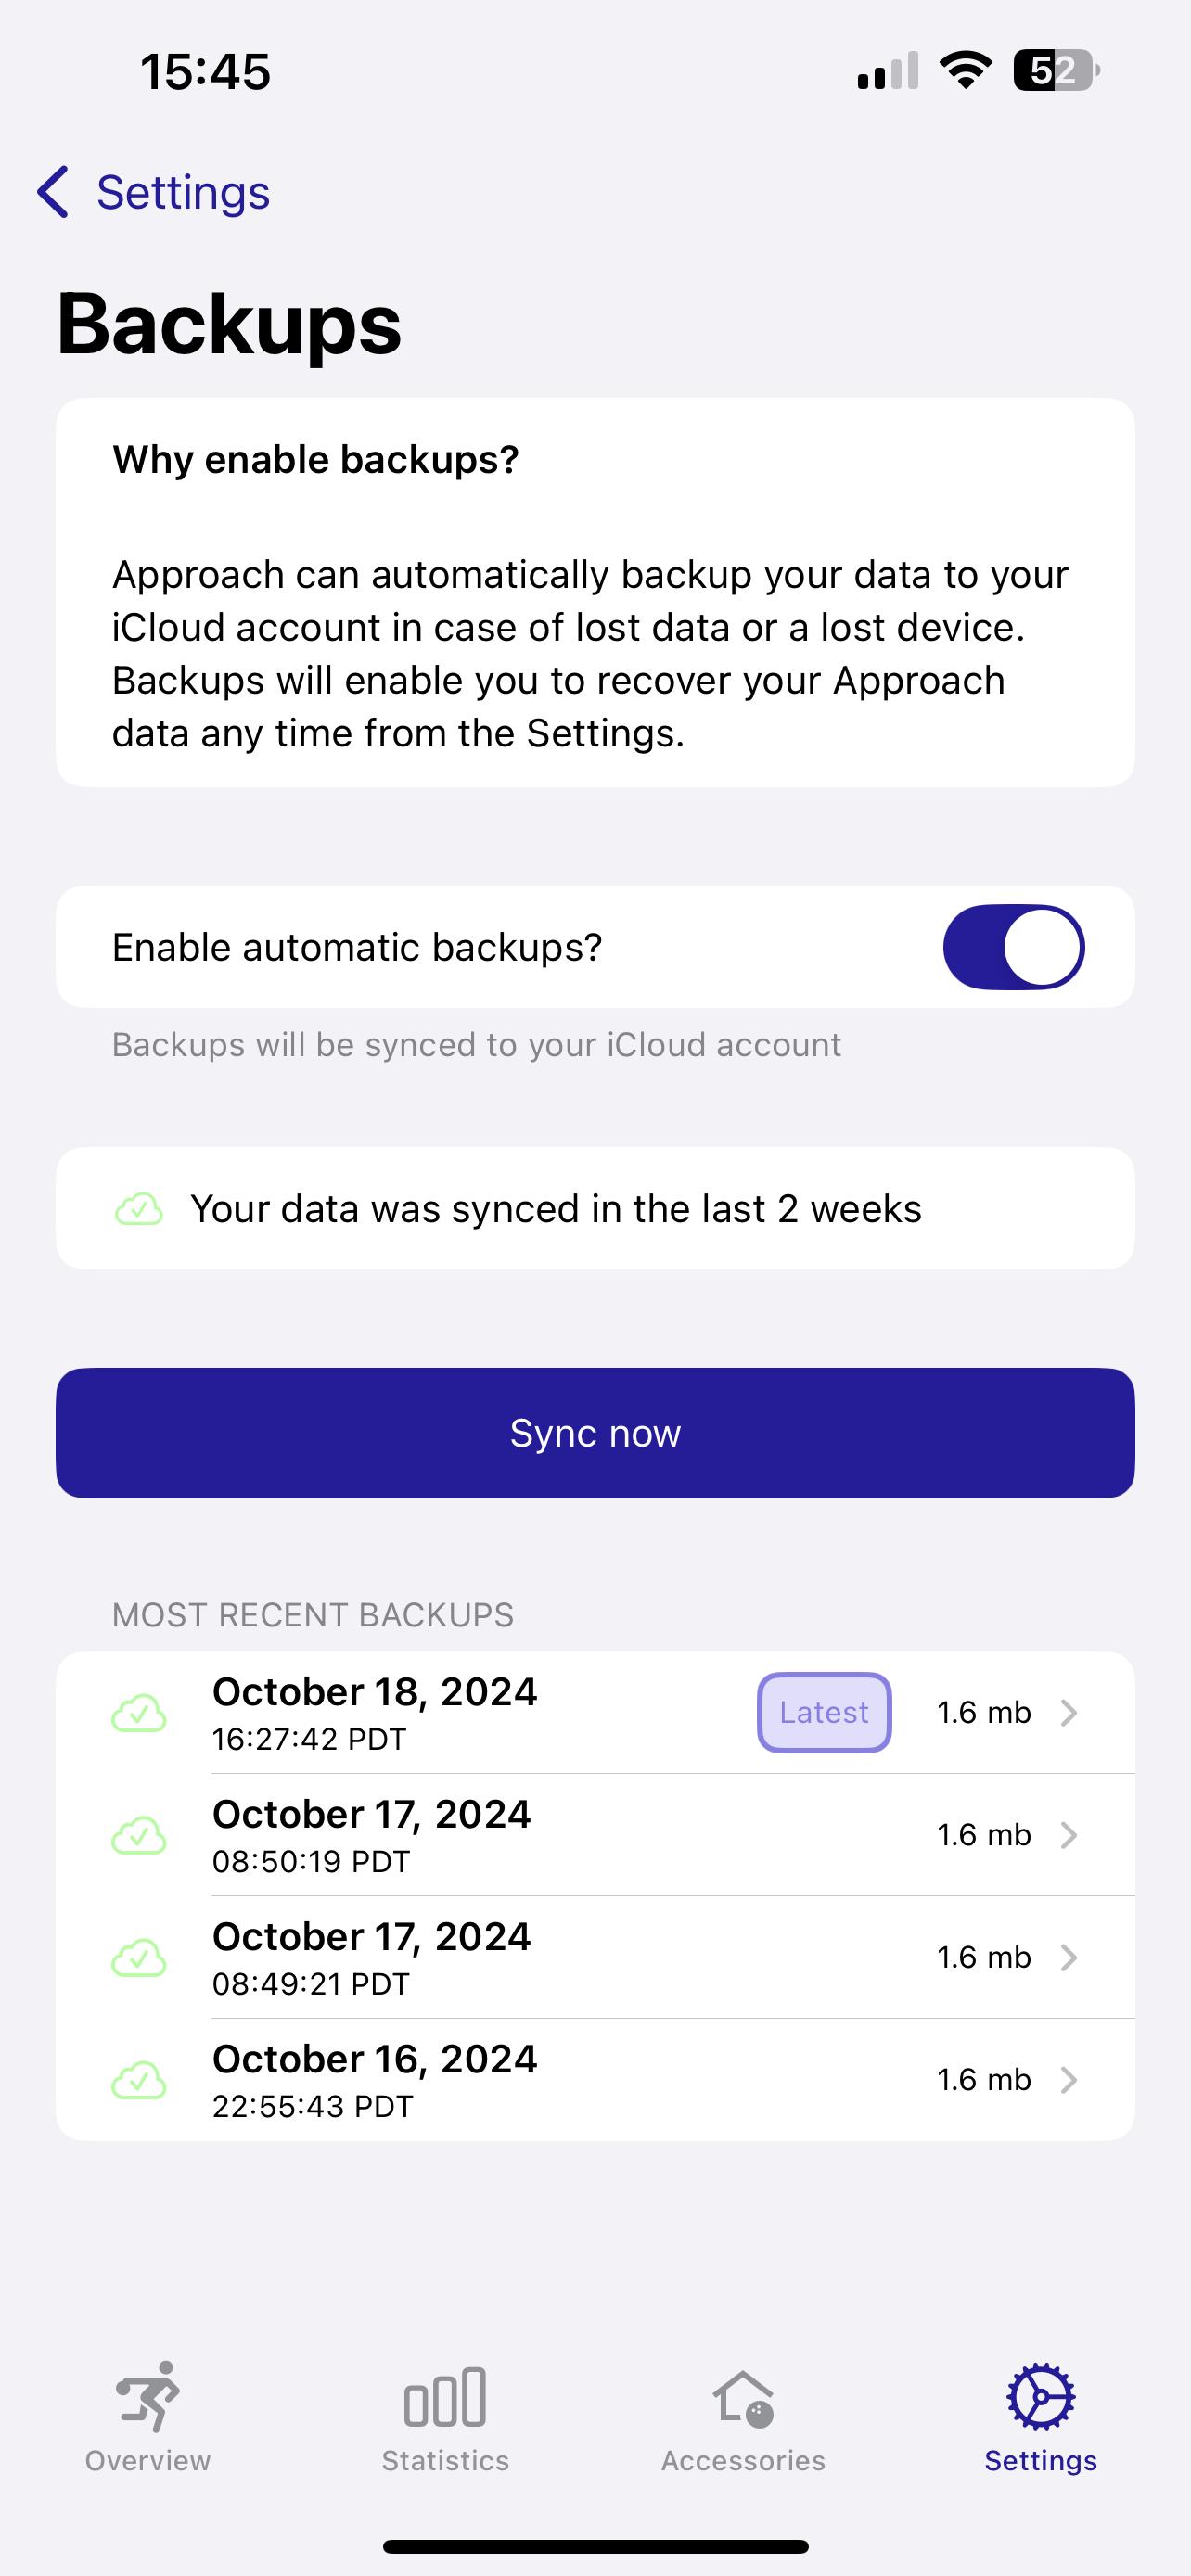 15:45
52
Settings
Backups
Why enable backups?
Approach can automatically backup your data to your
iCloud account in case of lost data or a lost device.
Backups will enable you to recover your Approach
data any time from the Settings.
Enable automatic backups?
Backups will be synced to your iCloud account
Your data was synced in the last 2 weeks
Sync now
MOST RECENT BACKUPS
October 18, 2024
16:27:42 PDT
Latest
1.6 mb
October 17, 2024
08:50:19 PDT
1.6 mb
October 17, 2024
08:49:21 PDT
1.6 mb
October 16, 2024
22:55:43 PDT
1.6 mb
Overview
Statistics
Accessories
Settings